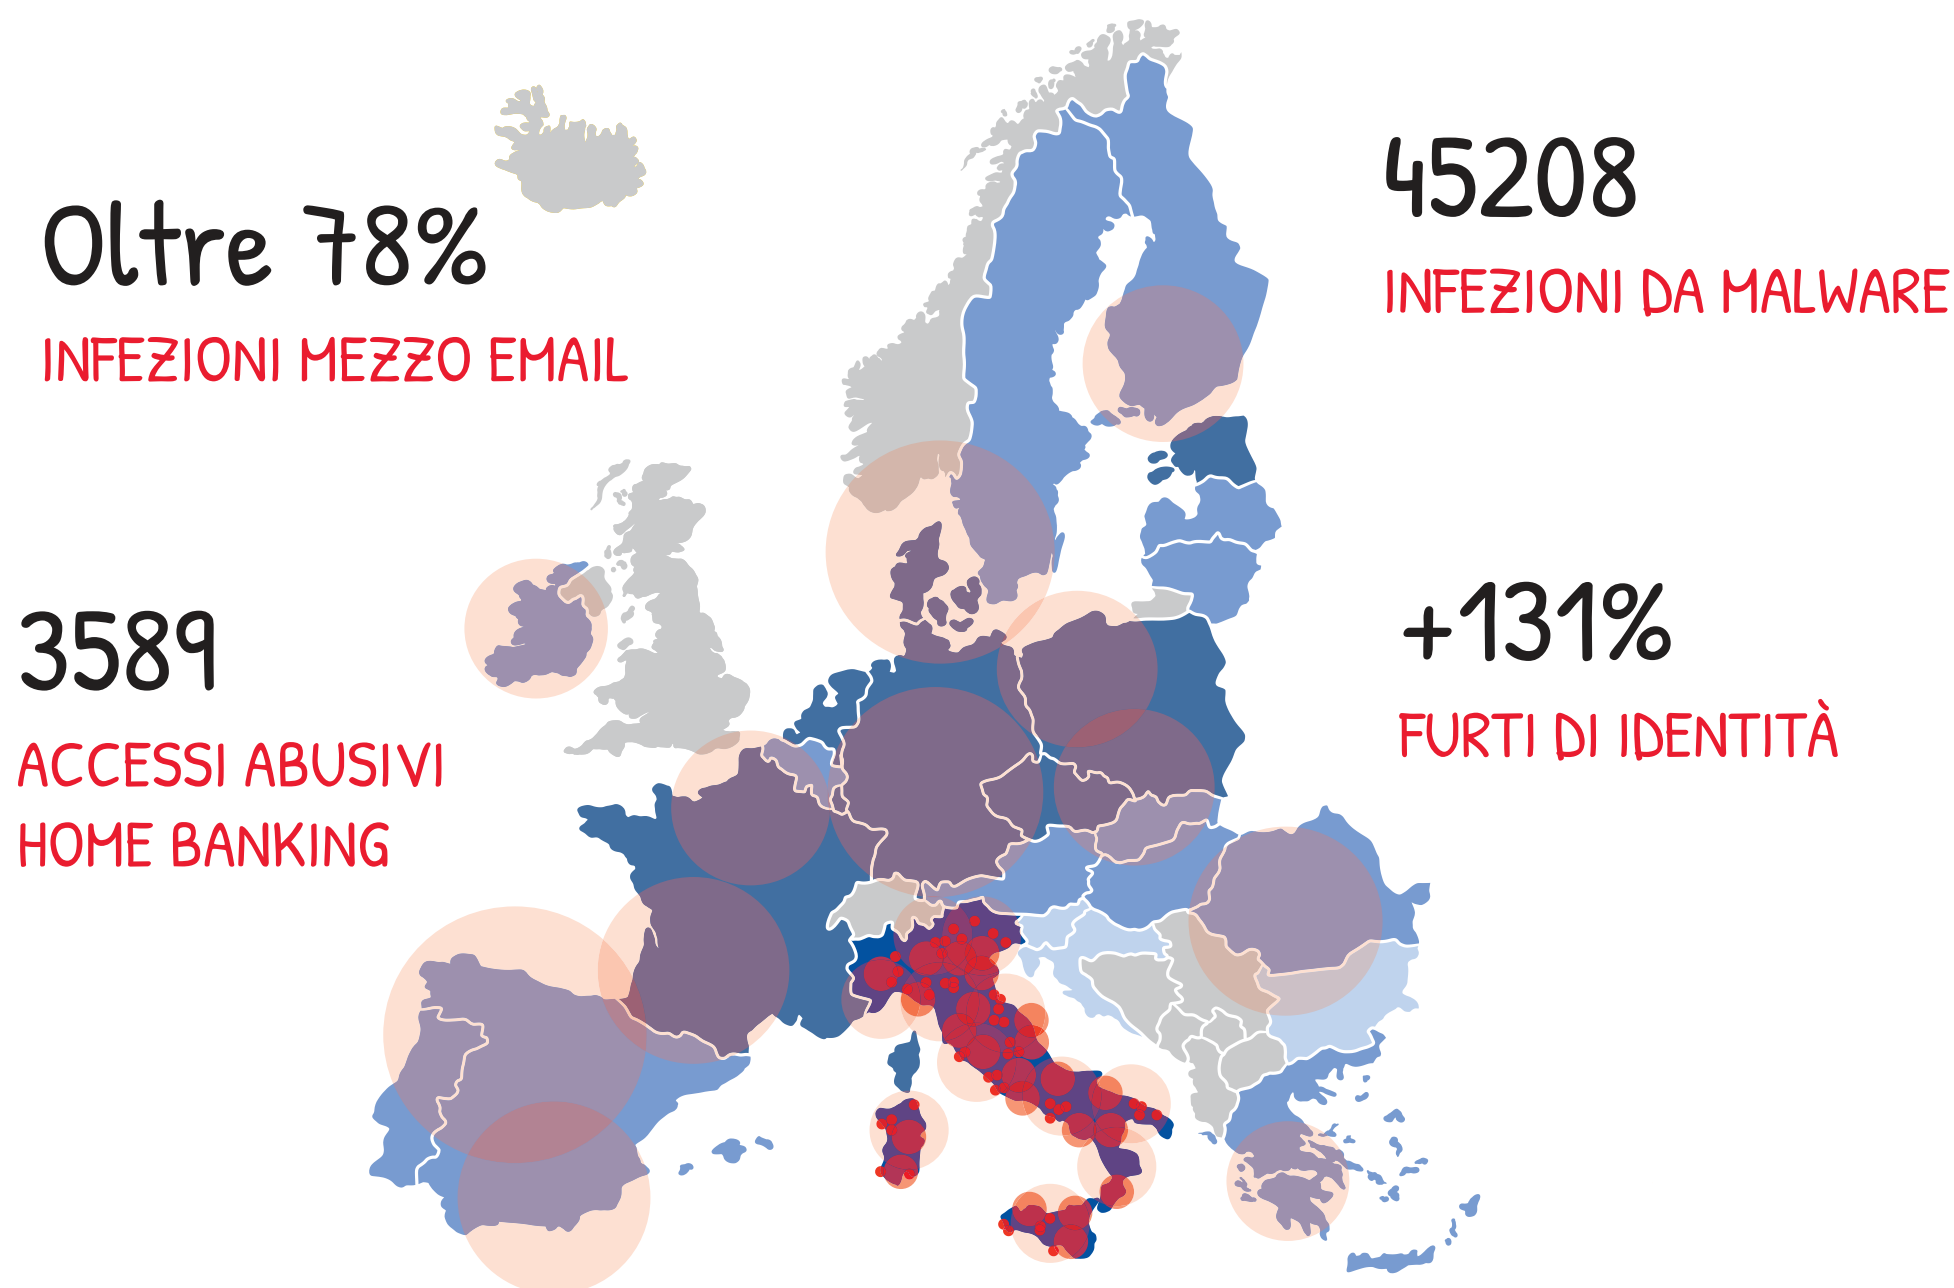 Oltre 78%
INFEZIONI MEZZO EMAIL
45208
INFEZIONI DA MALWARE
3589
ACCESSI ABUSIVI
HOME BANKING
+131%
FURTI DI IDENTITÀ